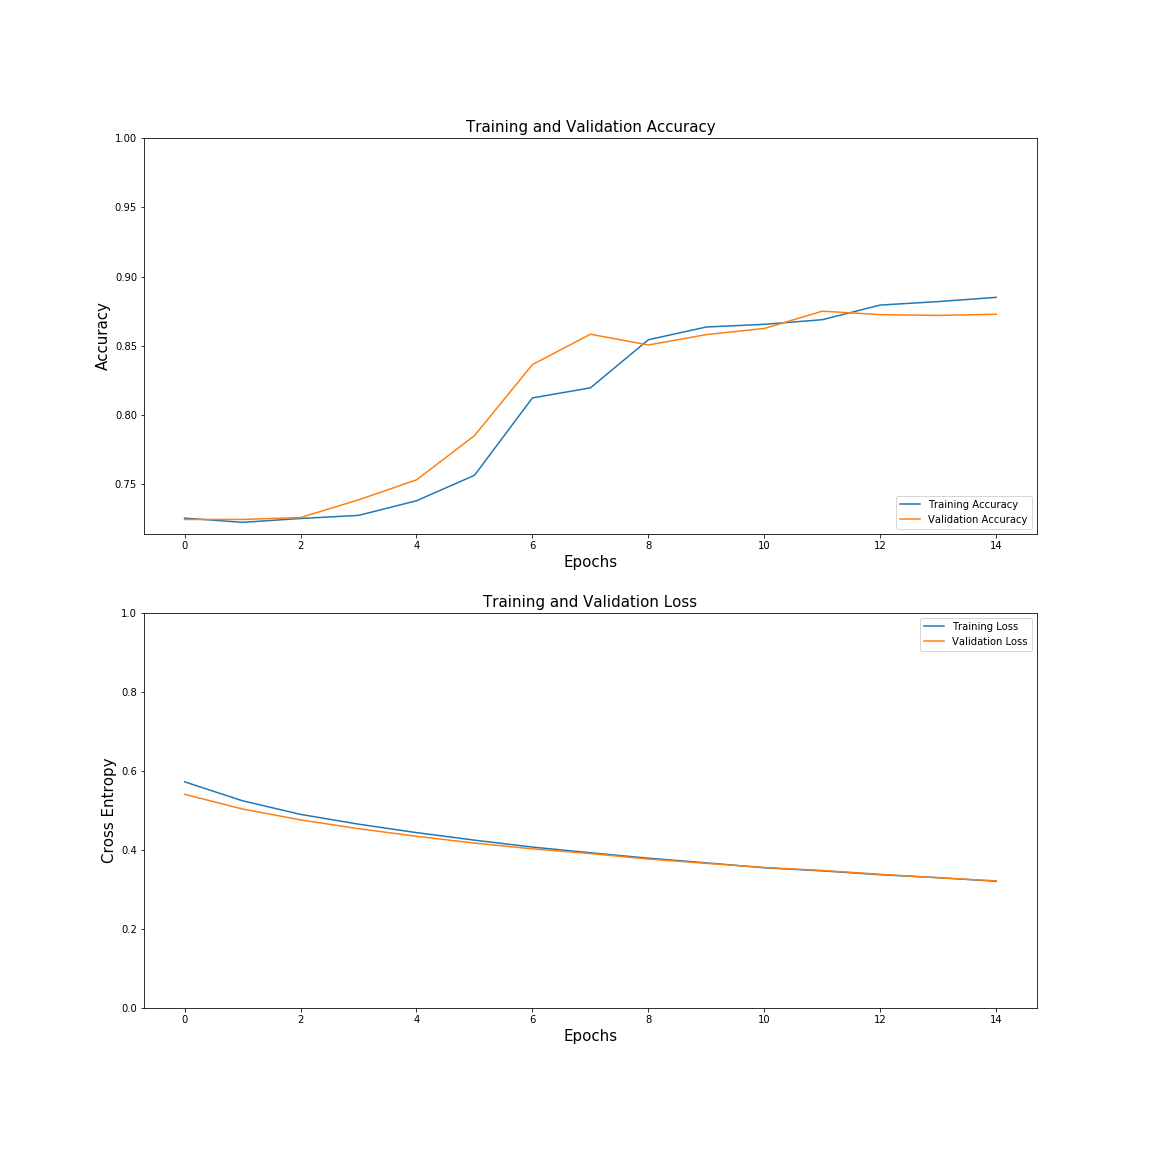 Training and Validation Accuracy
1.00
0.95
0.90
0.85
0.80
0.75
Accuracy
Training Accuracy
Validation Accuracy
0 2 4 6 8 10 12 14
Epochs
Training and Validation Loss
1.0
0.8
0.6
0.4
0.2
0.0
Cross Entropy
Training Loss
Validation Loss
0 2 4 6 8 10 12 14
Epochs